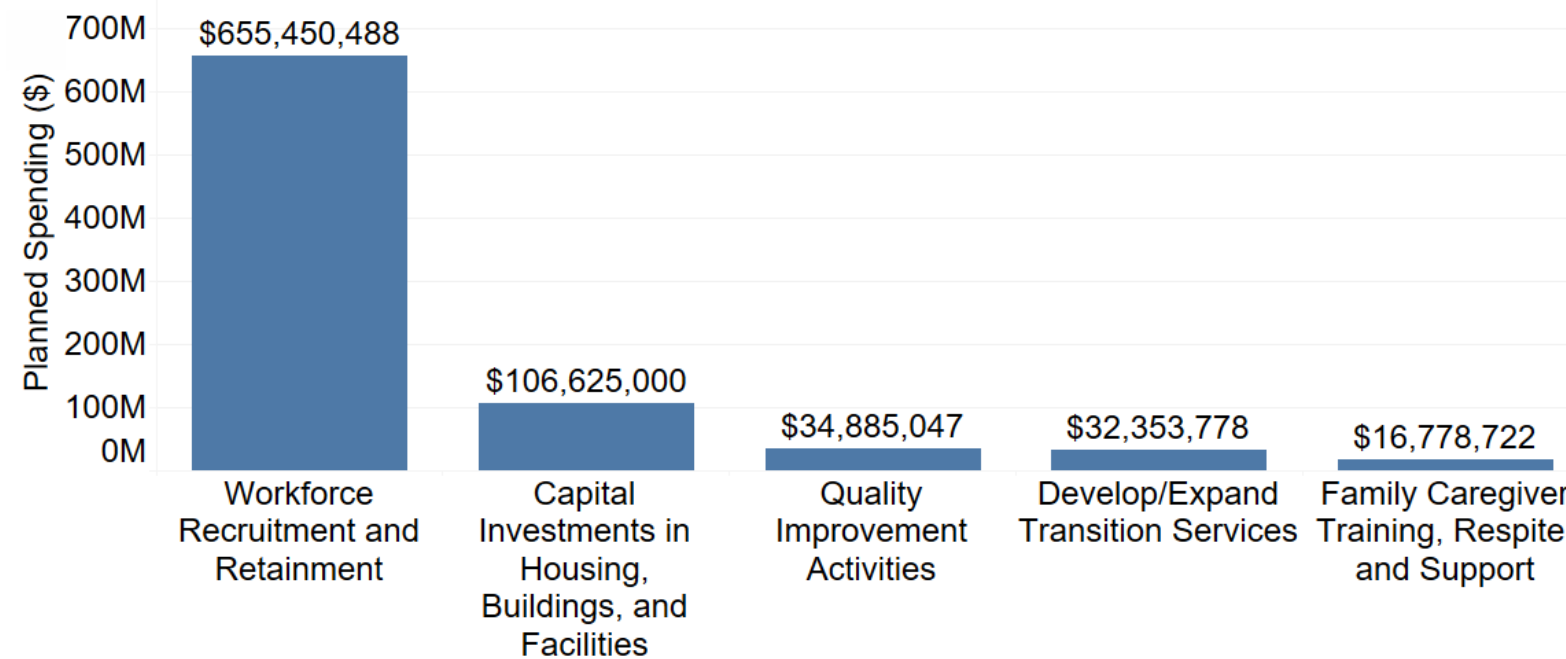 Planned Spending ($)
700M
600M
500M
400M
300M
200M
100M
0M
$655,450,488
$106,625,000
$34,885,047
$32,353,778
$16,778,722
Workforce
Recruitment and
Retainment
Capital
Investments in
Housing,
Buildings, and
Facilities
Quality
Improvement
Activities
Develop/Expand
Transition Services
Family Caregiver
Training, Respite
and Support